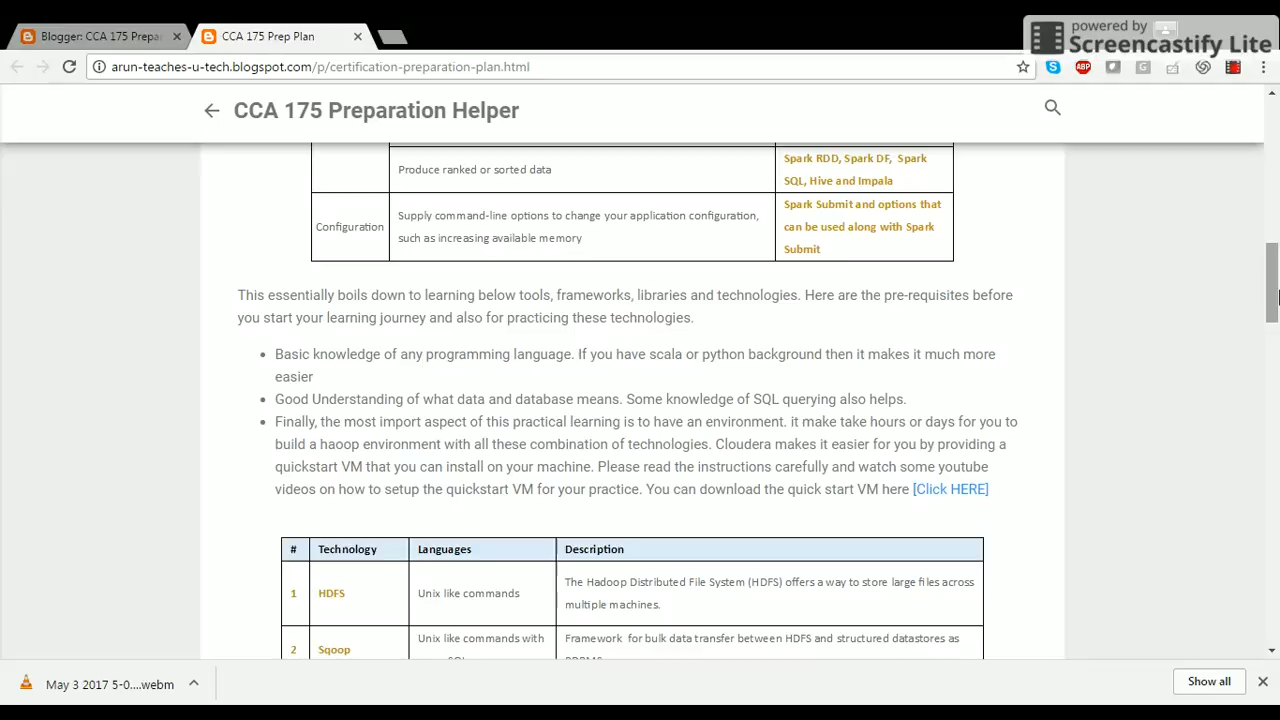 Blogger: CCA 175 Prepa
CCA 175 Prep Plan
powered by
Screencastify Lite
arun-teaches-u-tech.blogspot.com/p/certification-preparation-plan.html
CCA 175 Preparation Helper
Produce ranked or sorted data
Spark RDD, Spark DF, Spark
SQL, Hive and Impala
Configuration
Supply command-line options to change your application configuration,
such as increasing available memory
Spark Submit and options that
can be used along with Spark
Submit
This essentially boils down to learning below tools, frameworks, libraries and technologies. Here are the pre-requisites before
you start your learning journey and also for practicing these technologies.
Basic knowledge of any programming language. If you have scala or python background then it makes it much more
easier
Good Understanding of what data and database means. Some knowledge of SQL querying also helps.
Finally, the most import aspect of this practical learning is to have an environment. it make take hours or days for you to
build a haoop environment with all these combination of technologies. Cloudera makes it easier for you by providing a
quickstart VM that you can install on your machine. Please read the instructions carefully and watch some youtube
videos on how to setup the quickstart VM for your practice. You can download the quick start VM here [Click HERE]
# Technology Languages Description
1 HDFS Unix like commands
The Hadoop Distributed File System (HDFS) offers a way to store large files across
multiple machines.
2 Sqoop
Unix like commands with
Framework for bulk data transfer between HDFS and structured datastores as
May 3 2017 5-0....webm
Show all